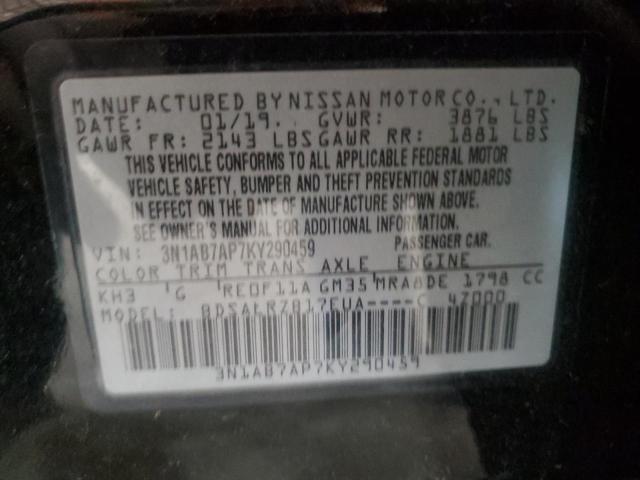 MANUFACTURED BY NISSAN MOTOR CO., LTD.
DATE: 01/19. GVWR: 3876 LBS
GAWR FR: 2143 LBS GAWR RR: 1881 LBS
THIS VEHICLE CONFORMS TO ALL APPLICABLE FEDERAL MOTOR
VEHICLE SAFETY, BUMPER AND THEFT PREVENTION STANDARDS
IN EFFECT ON THE DATE OF MANUFACTURE SHOWN ABOVE.
SEE OWNER'S MANUAL FOR ADDITIONAL INFORMATION.
VIN: 3N1AB7AP7KY290459 PASSENGER CAR.
COLOR TRIM TRANS AXLE ENGINE
KH3 G RE0F11A GM35 MRA8DE 1798 CC
MODEL: BDSALRZB17EUA----C 4Z000
3N1AB7AP7KY290459